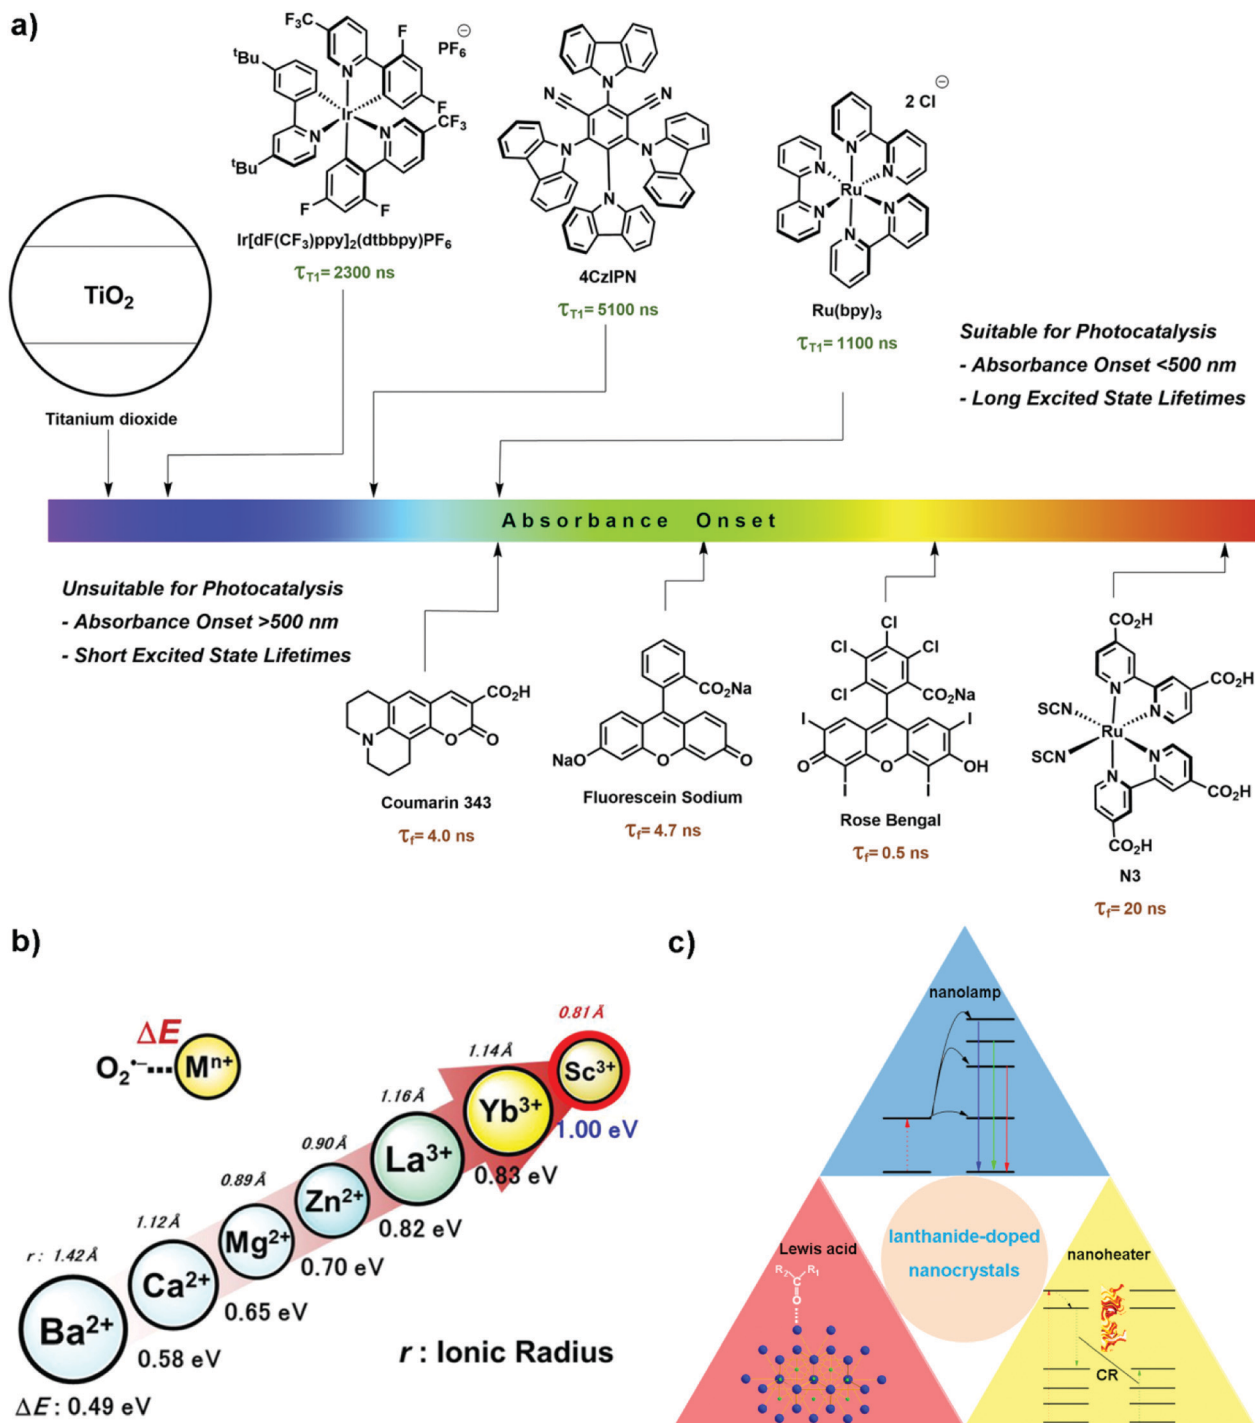 a)
F3C
F
PF6 ⊖
tBu
N
F
Ir
CF3
N
N
tBu
F
F
Ir[dF(CF3)ppy]2(dtbbpy)PF6
τT1= 2300 ns
N
NC
CN
N
N
N
4CzIPN
τT1= 5100 ns
2 Cl ⊖
N
N
N
Ru
N
N
N
Ru(bpy)3
τT1= 1100 ns
TiO2
Titanium dioxide
Suitable for Photocatalysis
- Absorbance Onset <500 nm
- Long Excited State Lifetimes
Absorbance Onset
Unsuitable for Photocatalysis
- Absorbance Onset >500 nm
- Short Excited State Lifetimes
CO2H
N
O
O
Coumarin 343
τf= 4.0 ns
CO2Na
NaO
O
O
Fluorescein Sodium
τf= 4.7 ns
Cl
Cl
Cl
Cl
CO2Na
I
I
O
O
OH
I
I
Rose Bengal
τf= 0.5 ns
CO2H
CO2H
N
N
SCN
Ru
SCN
N
N
CO2H
CO2H
N3
τf= 20 ns
b)
ΔE
O2•−
Mn+
0.81 Å
Sc3+
1.00 eV
1.14 Å
Yb3+
0.83 eV
1.16 Å
La3+
0.82 eV
0.90 Å
Zn2+
0.70 eV
0.89 Å
Mg2+
0.65 eV
1.12 Å
Ca2+
0.58 eV
r : 1.42 Å
Ba2+
ΔE : 0.49 eV
r : Ionic Radius
c)
nanolamp
lanthanide-doped
nanocrystals
Lewis acid
R2 R1
C
O
nanoheater
CR